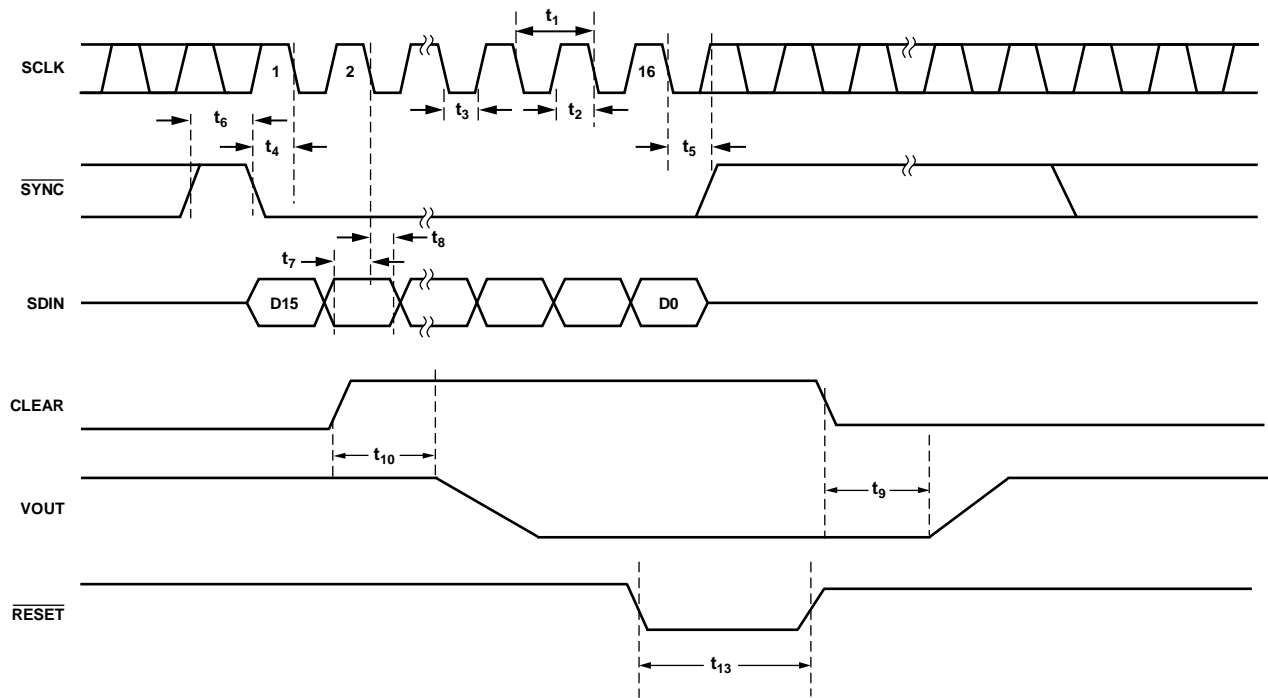 t1
SCLK
1
2
16
t3
t2
t6
t4
t5
SYNC
t8
t7
SDIN
D15
D0
CLEAR
t10
t9
VOUT
RESET
t13